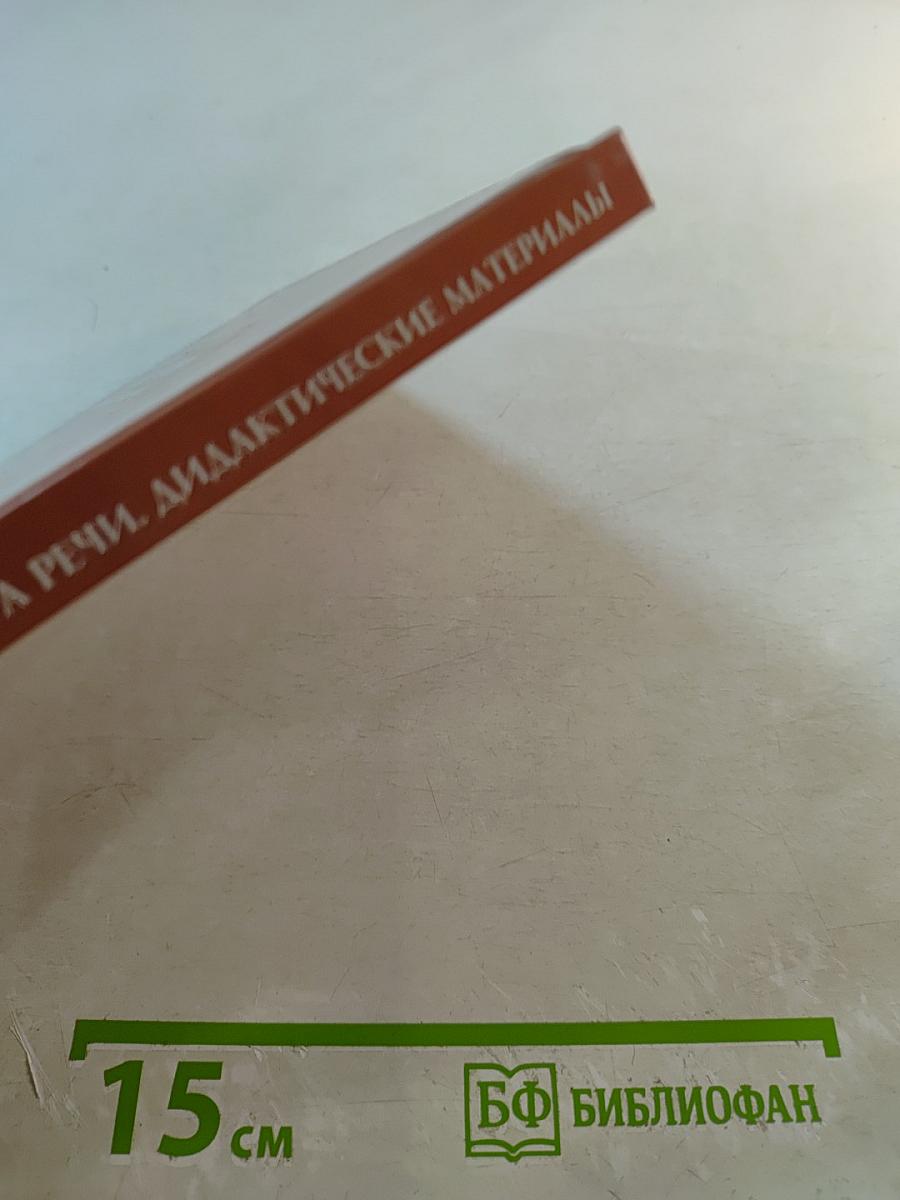 А РЕЧИ. ДИДАКТИЧЕСКИЕ МАТЕРИАЛЫ
15 см
БФ БИБЛИОФАН